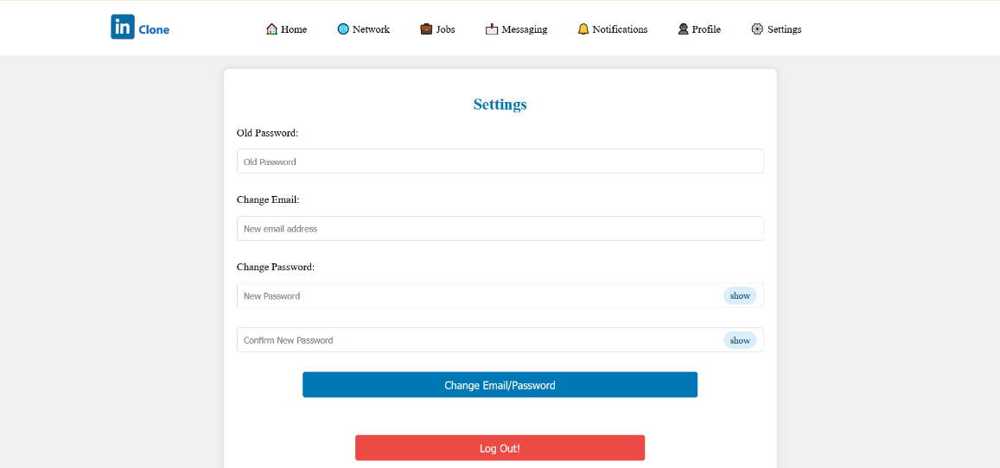 in Clone
Home Network Jobs Messaging Notifications Profile Settings
Settings
Old Password:
Old Password
Change Email:
New email address
Change Password:
New Password show
Confirm New Password show
Change Email/Password
Log Out!